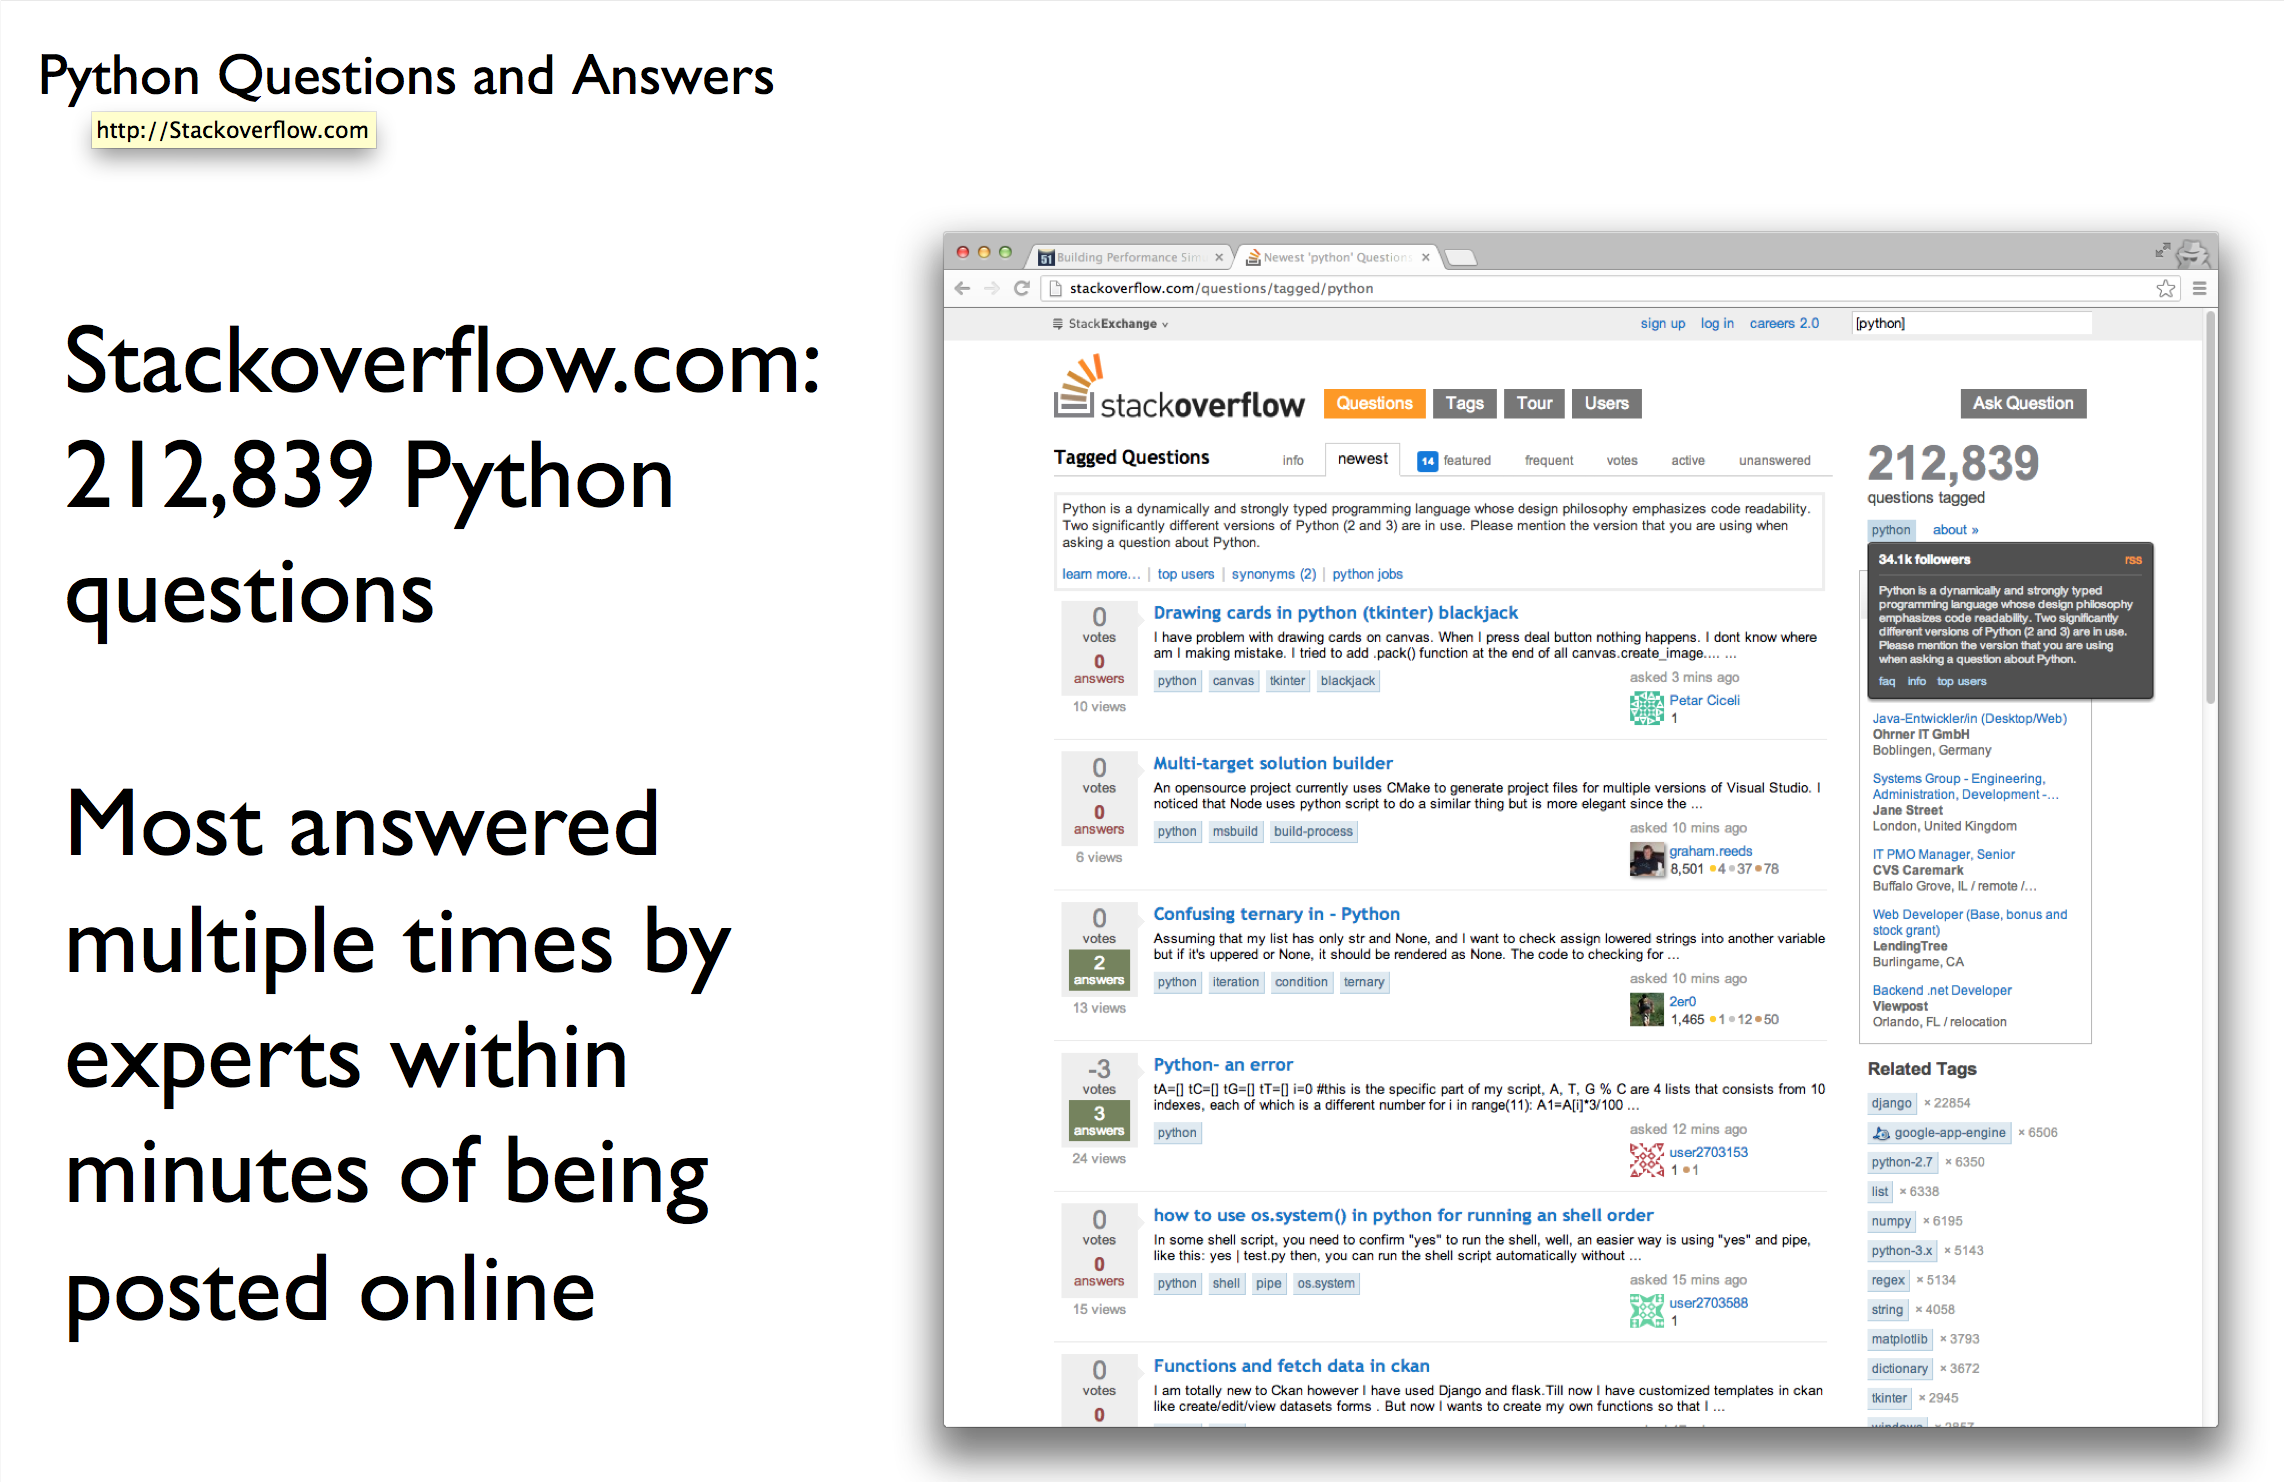 Python Questions and Answers
http://Stackoverflow.com
Stackoverflow.com:
212,839 Python
questions
Most answered
multiple times by
experts within
minutes of being
posted online
51 Building Performance Sim
Newest 'python' Question
stackoverflow.com/questions/tagged/python
StackExchange
sign up log in careers 2.0
[python]
stackoverflow
Questions Tags Tour Users
Ask Question
Tagged Questions
info newest 14 featured frequent votes active unanswered
Python is a dynamically and strongly typed programming language whose design philosophy emphasizes code readability.
Two significantly different versions of Python (2 and 3) are in use. Please mention the version that you are using when
asking a question about Python.
learn more... | top users | synonyms (2) | python jobs
0
votes
0
answers
10 views
Drawing cards in python (tkinter) blackjack
I have problem with drawing cards on canvas. When I press deal button nothing happens. I dont know where
am I making mistake. I tried to add .pack() function at the end of all canvas.create_image.... ...
python canvas tkinter blackjack
asked 3 mins ago
Petar Ciceli
1
0
votes
0
answers
6 views
Multi-target solution builder
An opensource project currently uses CMake to generate project files for multiple versions of Visual Studio. I
noticed that Node uses python script to do a similar thing but is more elegant since the ...
python msbuild build-process
asked 10 mins ago
graham.reeds
8,501 ●4 ●37 ●78
0
votes
2
answers
13 views
Confusing ternary in - Python
Assuming that my list has only str and None, and I want to check assign lowered strings into another variable
but if it's uppered or None, it should be rendered as None. The code to checking for ...
python iteration condition ternary
asked 10 mins ago
2er0
1,465 ●1 ●12 ●50
-3
votes
3
answers
24 views
Python- an error
tA=[] tC=[] tG=[] tT=[] i=0 #this is the specific part of my script, A, T, G % C are 4 lists that consists from 10
indexes, each of which is a different number for i in range(11): A1=A[i]*3/100 ...
python
asked 12 mins ago
user2703153
1 ●1
0
votes
0
answers
15 views
how to use os.system() in python for running an shell order
In some shell script, you need to confirm "yes" to run the shell, well, an easier way is using "yes" and pipe,
like this: yes | test.py then, you can run the shell script automatically without ...
python shell pipe os.system
asked 15 mins ago
user2703588
1
0
votes
0
Functions and fetch data in ckan
I am totally new to Ckan however I have used Django and flask.Till now I have customized templates in ckan
like create/edit/view datasets forms . But now I wants to create my own functions so that I ...
212,839
questions tagged
python about »
34.1k followers rss
Python is a dynamically and strongly typed
programming language whose design philosophy
emphasizes code readability. Two significantly
different versions of Python (2 and 3) are in use.
Please mention the version that you are using
when asking a question about Python.
faq info top users
Java-Entwickler/in (Desktop/Web)
Ohrner IT GmbH
Boblingen, Germany
Systems Group - Engineering,
Administration, Development -...
Jane Street
London, United Kingdom
IT PMO Manager, Senior
CVS Caremark
Buffalo Grove, IL / remote /...
Web Developer (Base, bonus and
stock grant)
LendingTree
Burlingame, CA
Backend .net Developer
Viewpost
Orlando, FL / relocation
Related Tags
django × 22854
google-app-engine × 6506
python-2.7 × 6350
list × 6338
numpy × 6195
python-3.x × 5143
regex × 5134
string × 4058
matplotlib × 3793
dictionary × 3672
tkinter × 2945